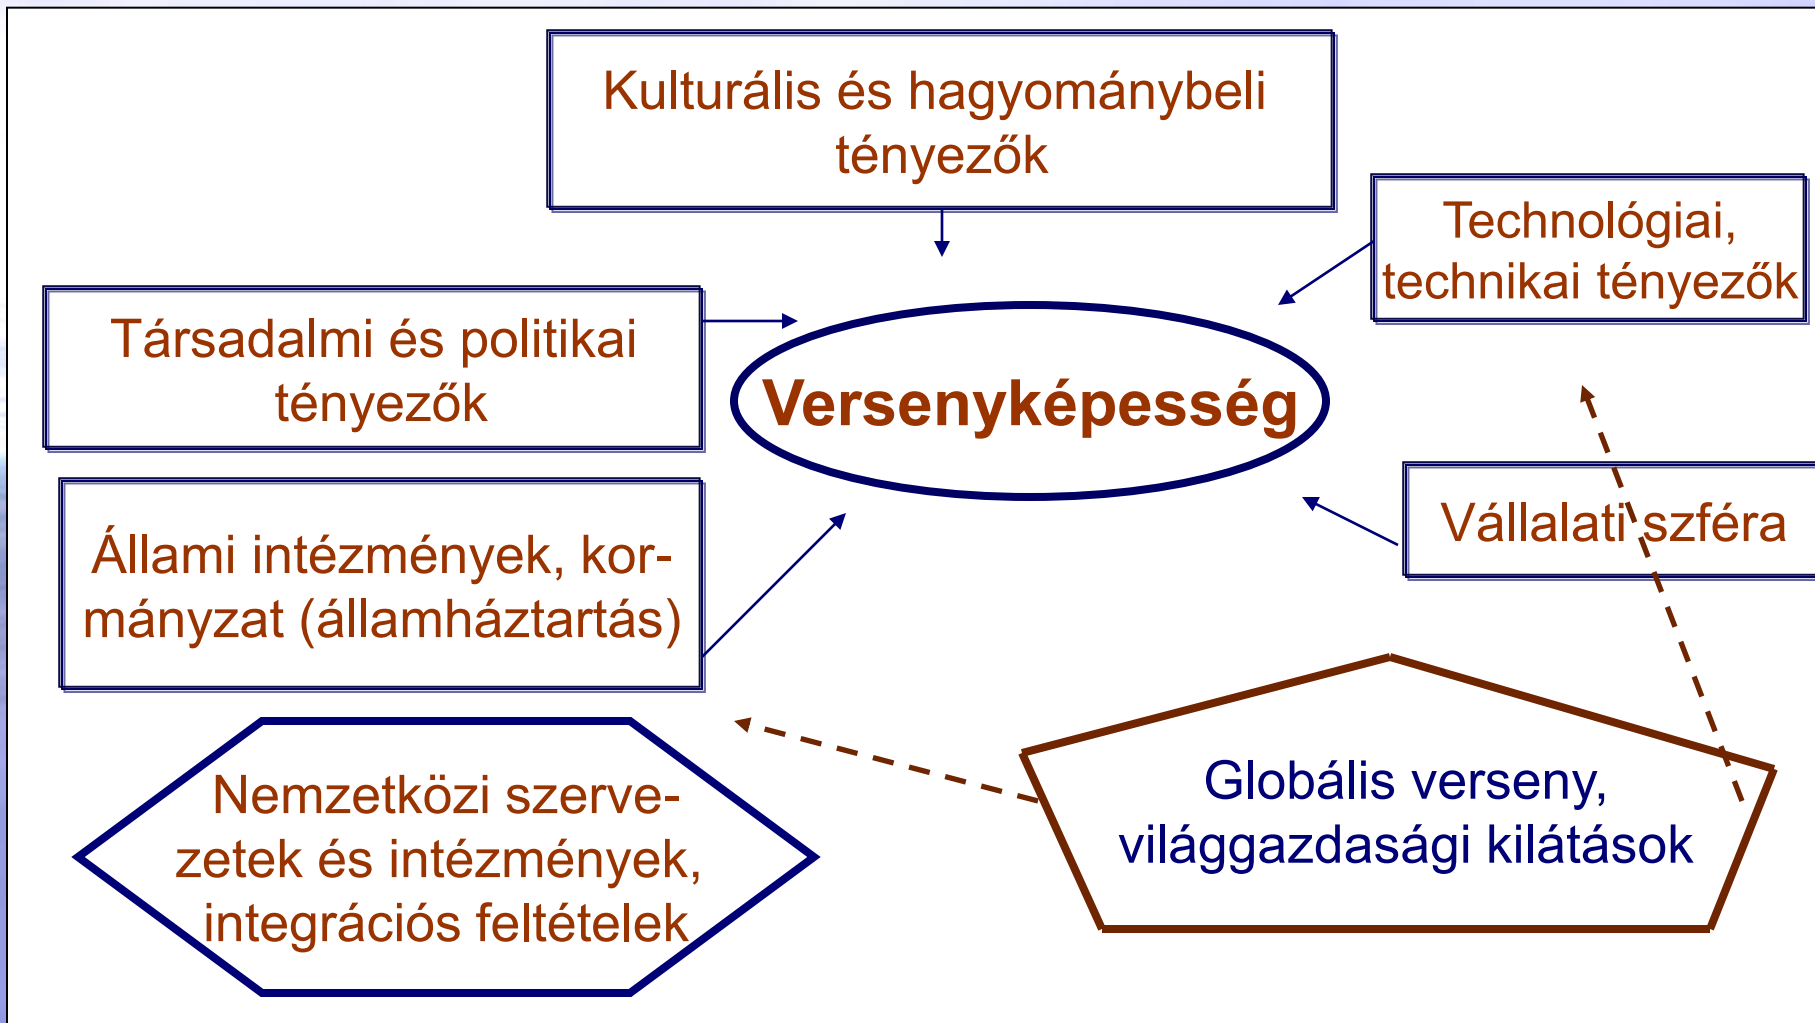 Kulturális és hagyománybeli
tényezők
Technológiai,
technikai tényezők
Társadalmi és politikai
tényezők
Versenyképesség
Vállalati szféra
Állami intézmények, kor-
mányzat (államháztartás)
Globális verseny,
világgazdasági kilátások
Nemzetközi szerve-
zetek és intézmények,
integrációs feltételek